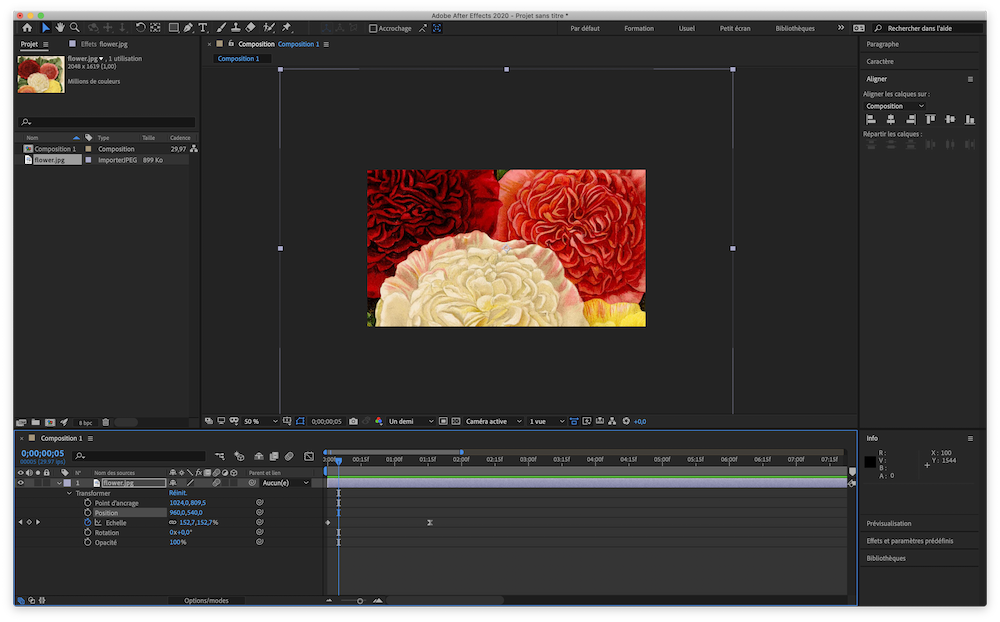 Adobe After Effects 2020 - Projet sans titre *
Accrochage
Par défaut
Formation
Usuel
Petit écran
Bibliothèques
Rechercher dans l'aide
Projet
Effets flower.jpg
flower.jpg, 1 utilisation
2048 x 1619 (1,00)
Millions de couleurs
Nom Type Taille Cadence
Composition 1 Composition 29,97
flower.jpg ImporterJPEG 899 Ko
8 bpc
Composition Composition 1
Composition 1
50 %
0;00;00;05
Un demi
Caméra active
1 vue
+0,0
Paragraphe
Caractère
Aligner
Aligner les calques sur :
Composition
Répartir les calques :
Composition 1
0;00;00;05
00005 (29.97 ips)
N° Nom des sources Parent et lien
1 flower.jpg Aucun(e)
Transformer Réinit.
Point d'ancrage 1024,0,809,5
Position 960,0,540,0
Echelle 152,7,152,7%
Rotation 0x+0,0°
Opacité 100%
Options/modes
:00f 00:15f 01:00f 01:15f 02:00f 02:15f 03:00f 03:15f 04:00f 04:15f 05:00f 05:15f 06:00f 06:15f 07:00f 07:15f
Info
R : X : 100
V : Y : 1544
B :
A : 0
Prévisualisation
Effets et paramètres prédéfinis
Bibliothèques